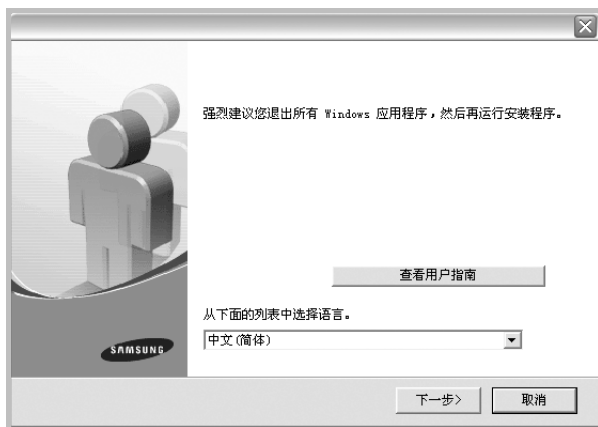 强烈建议您退出所有 Windows 应用程序，然后再运行安装程序。
查看用户指南
从下面的列表中选择语言。
中文(简体)
SAMSUNG
下一步>
取消